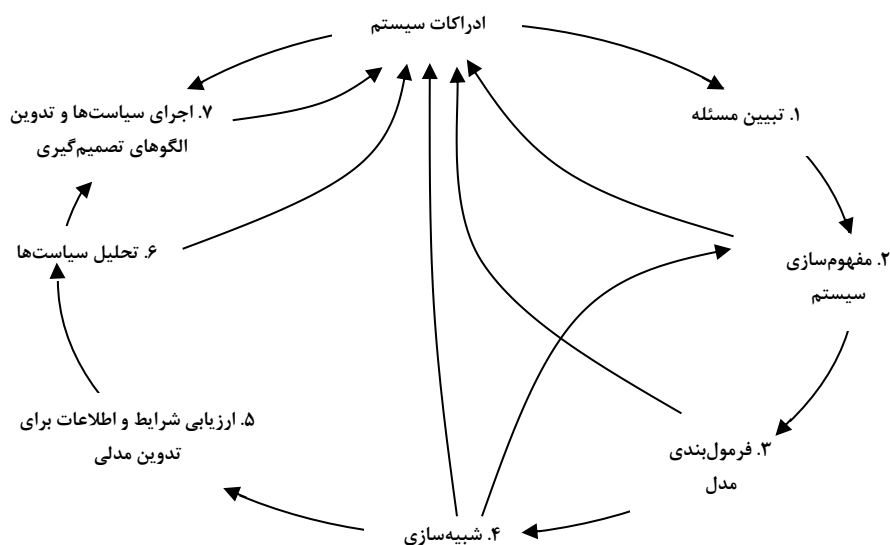 ادراکات سیستم
۱. تبیین مسئله
۲. مفهوم‌سازی
سیستم
۳. فرمول‌بندی
مدل
۴. شبیه‌سازی
۵. ارزیابی شرایط و اطلاعات برای
تدوین مدلی
۶. تحلیل سیاست‌ها
۷. اجرای سیاست‌ها و تدوین
الگوهای تصمیم‌گیری